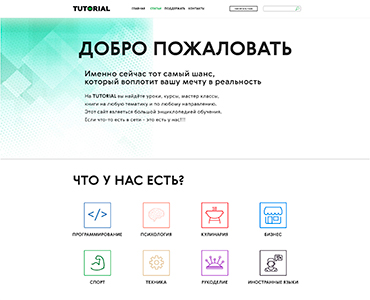 TUTORIAL
ГЛАВНАЯ СТАТЬИ ПОДДЕРЖАТЬ КОНТАКТЫ
ДОБРО ПОЖАЛОВАТЬ
Именно сейчас тот самый шанс,
который воплотит вашу мечту в реальность
На TUTORIAL вы найдёте уроки, курсы, мастер классы,
книги на любую тематику и по любому направлению.
Этот сайт является большой энциклопедией обучения.
Если что-то есть в сети - это есть у нас!!!
ЧТО У НАС ЕСТЬ?
ПРОГРАММИРОВАНИЕ ПСИХОЛОГИЯ КУЛИНАРИЯ БИЗНЕС
СПОРТ ТЕХНИКА РУКОДЕЛИЕ ИНОСТРАННЫЕ ЯЗЫКИ